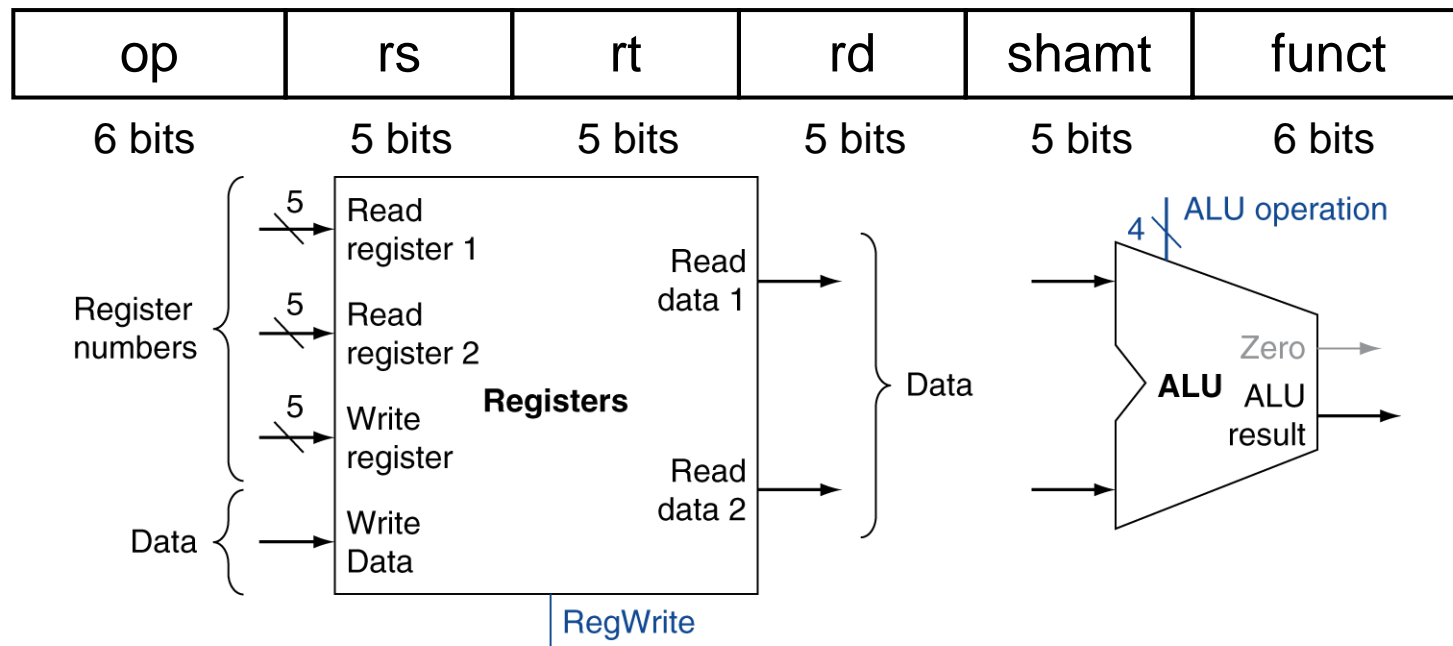 op rs rt rd shamt funct
6 bits 5 bits 5 bits 5 bits 5 bits 6 bits
Register
numbers
Data
5
Read
register 1
5
Read
register 2
5
Write
register
Write
Data
Registers
Read
data 1
Read
data 2
RegWrite
Data
4
ALU operation
Zero
ALU
ALU
result